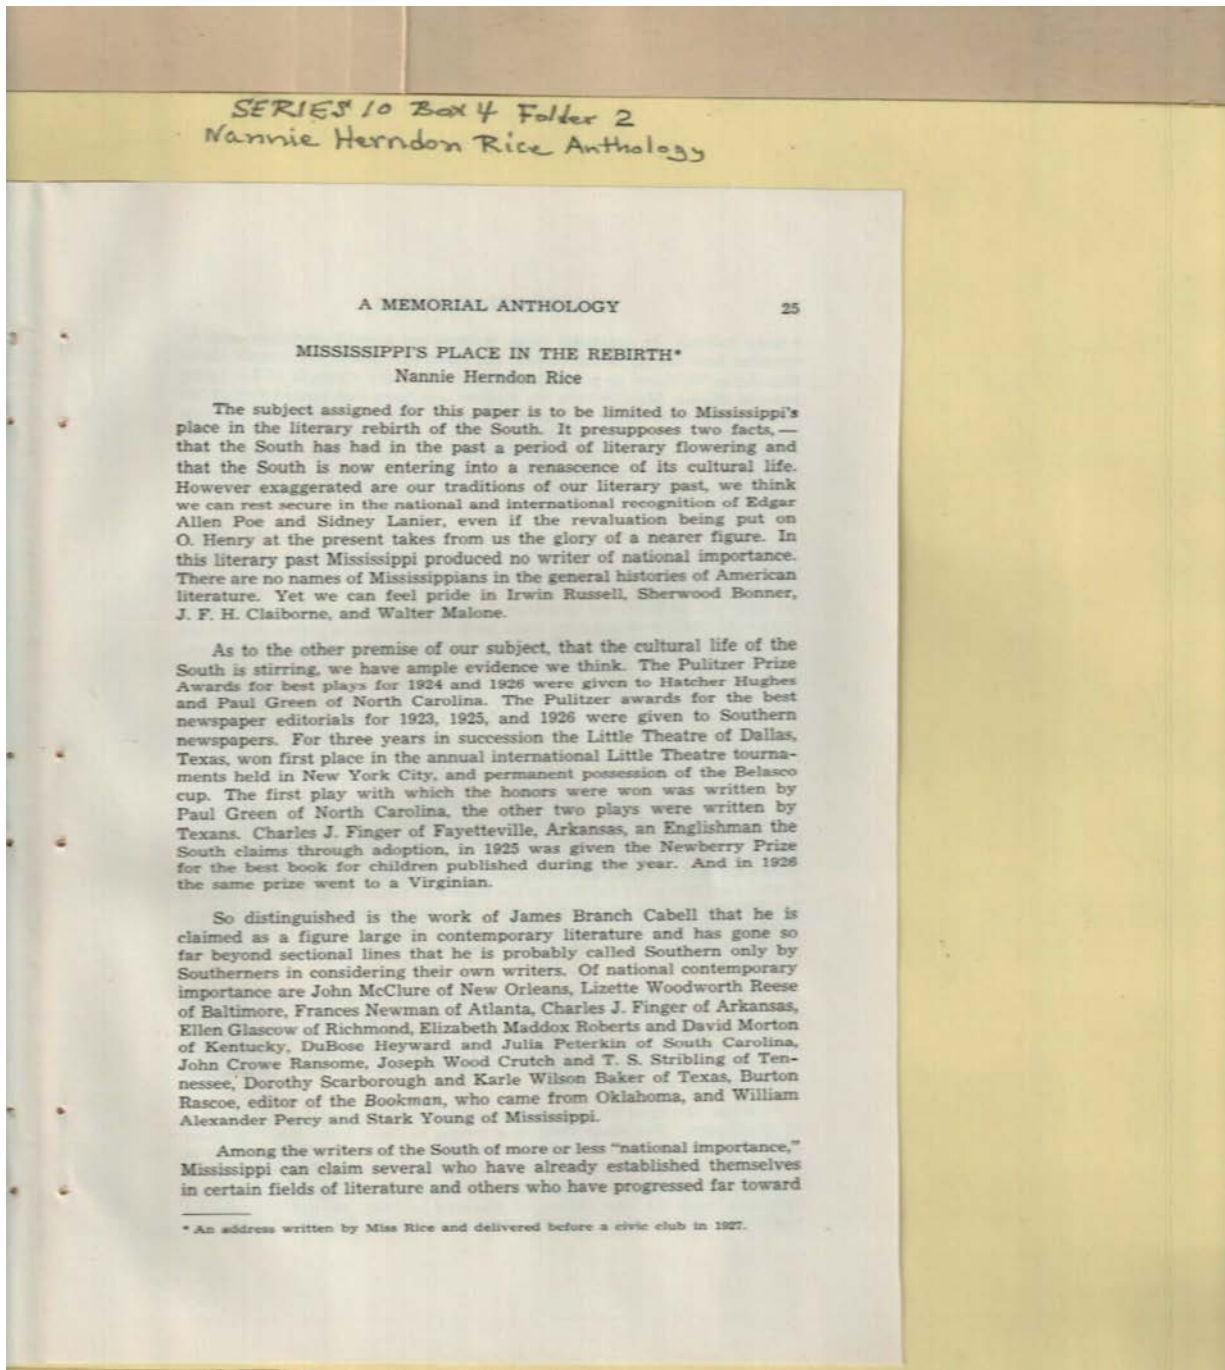 SERIES 10 Box 4 Folder 2
Nannie Herndon Rice Anthology
A MEMORIAL ANTHOLOGY 25
MISSISSIPPI'S PLACE IN THE REBIRTH*
Nannie Herndon Rice
The subject assigned for this paper is to be limited to Mississippi's
place in the literary rebirth of the South. It presupposes two facts,—
that the South has had in the past a period of literary flowering and
that the South is now entering into a renascence of its cultural life.
However exaggerated are our traditions of our literary past, we think
we can rest secure in the national and international recognition of Edgar
Allen Poe and Sidney Lanier, even if the revaluation being put on
O. Henry at the present takes from us the glory of a nearer figure. In
this literary past Mississippi produced no writer of national importance.
There are no names of Mississippians in the general histories of American
literature. Yet we can feel pride in Irwin Russell, Sherwood Bonner,
J. F. H. Claiborne, and Walter Malone.
As to the other premise of our subject, that the cultural life of the
South is stirring, we have ample evidence we think. The Pulitzer Prize
Awards for best plays for 1924 and 1926 were given to Hatcher Hughes
and Paul Green of North Carolina. The Pulitzer awards for the best
newspaper editorials for 1923, 1925, and 1926 were given to Southern
newspapers. For three years in succession the Little Theatre of Dallas,
Texas, won first place in the annual international Little Theatre tourna-
ments held in New York City, and permanent possession of the Belasco
cup. The first play with which the honors were won was written by
Paul Green of North Carolina, the other two plays were written by
Texans. Charles J. Finger of Fayetteville, Arkansas, an Englishman the
South claims through adoption, in 1925 was given the Newberry Prize
for the best book for children published during the year. And in 1926
the same prize went to a Virginian.
So distinguished is the work of James Branch Cabell that he is
claimed as a figure large in contemporary literature and has gone so
far beyond sectional lines that he is probably called Southern only by
Southerners in considering their own writers. Of national contemporary
importance are John McClure of New Orleans, Lizette Woodworth Reese
of Baltimore, Frances Newman of Atlanta, Charles J. Finger of Arkansas,
Ellen Glascow of Richmond, Elizabeth Maddox Roberts and David Morton
of Kentucky, DuBose Heyward and Julia Peterkin of South Carolina,
John Crowe Ransome, Joseph Wood Crutch and T. S. Stribling of Ten-
nessee, Dorothy Scarborough and Karle Wilson Baker of Texas, Burton
Rascoe, editor of the Bookman, who came from Oklahoma, and William
Alexander Percy and Stark Young of Mississippi.
Among the writers of the South of more or less "national importance,"
Mississippi can claim several who have already established themselves
in certain fields of literature and others who have progressed far toward
* An address written by Miss Rice and delivered before a civic club in 1927.